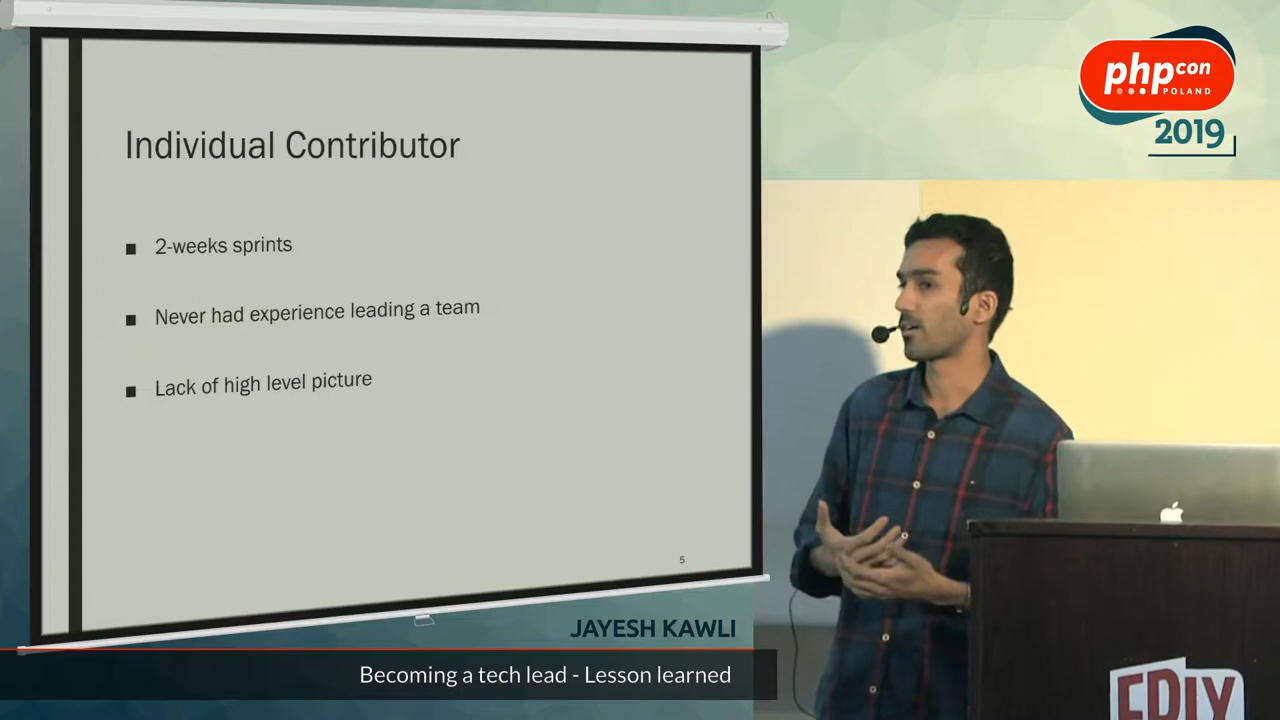 Individual Contributor
■ 2-weeks sprints
■ Never had experience leading a team
■ Lack of high level picture
5
php con
POLAND
2019
JAYESH KAWLI
Becoming a tech lead - Lesson learned